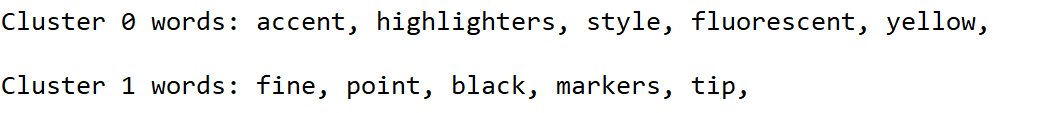 Cluster 0 words: accent, highlighters, style, fluorescent, yellow,
Cluster 1 words: fine, point, black, markers, tip,